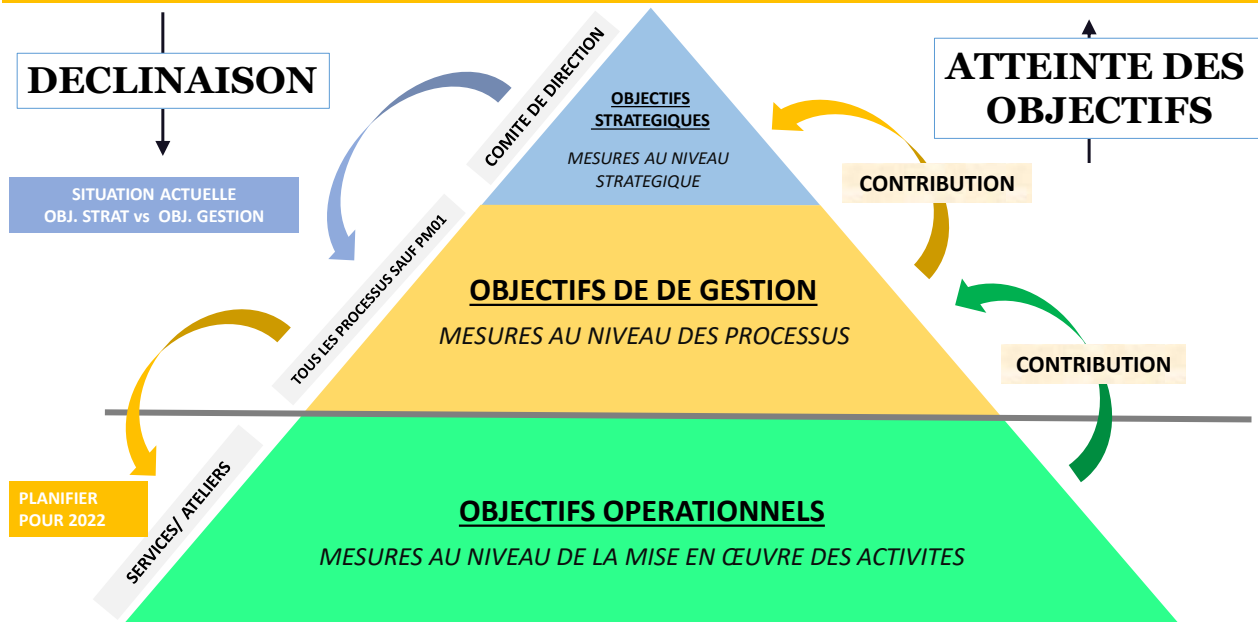 DECLINAISON
SITUATION ACTUELLE
OBJ. STRAT vs OBJ. GESTION
PLANIFIER
POUR 2022
COMITE DE DIRECTION
TOUS LES PROCESSUS SAUF PM01
SERVICES/ ATELIERS
OBJECTIFS
STRATEGIQUES
MESURES AU NIVEAU
STRATEGIQUE
OBJECTIFS DE DE GESTION
MESURES AU NIVEAU DES PROCESSUS
OBJECTIFS OPERATIONNELS
MESURES AU NIVEAU DE LA MISE EN ŒUVRE DES ACTIVITES
ATTEINTE DES
OBJECTIFS
CONTRIBUTION
CONTRIBUTION